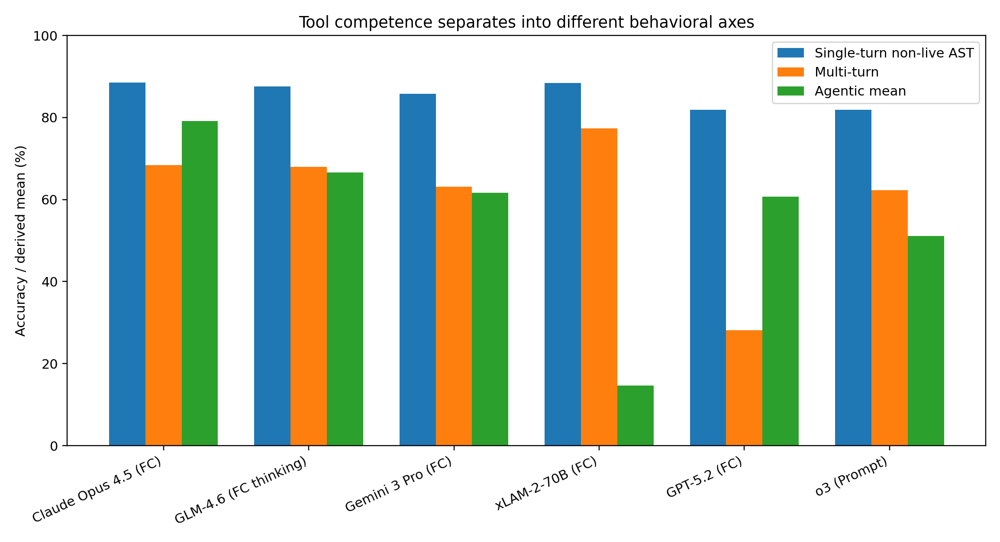 Tool competence separates into different behavioral axes
Accuracy / derived mean (%)
100
80
60
40
20
0
Single-turn non-live AST
Multi-turn
Agentic mean
Claude Opus 4.5 (FC)
GLM-4.6 (FC thinking)
Gemini 3 Pro (FC)
xLAM-2-70B (FC)
GPT-5.2 (FC)
o3 (Prompt)